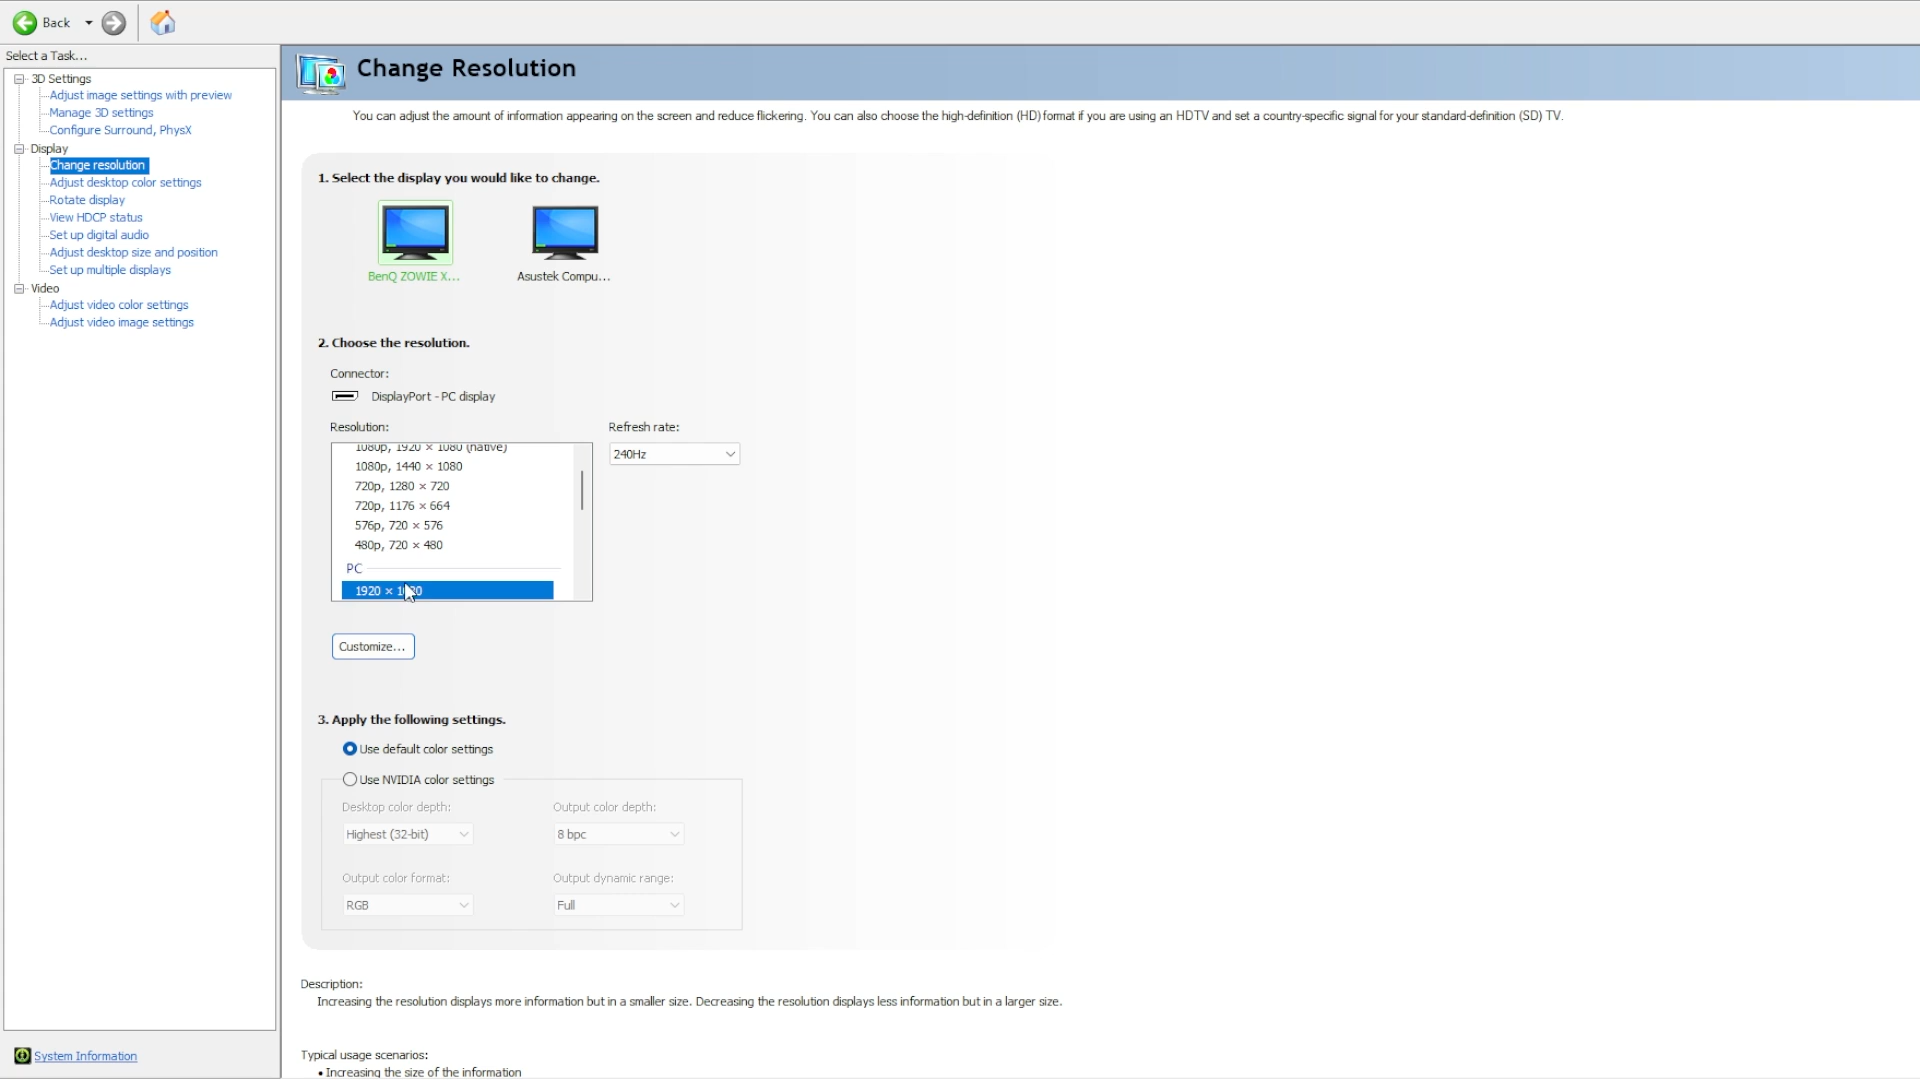 Back
Select a Task...
3D Settings
Adjust image settings with preview
Manage 3D settings
Configure Surround, PhysX
Display
Change resolution
Adjust desktop color settings
Rotate display
View HDCP status
Set up digital audio
Adjust desktop size and position
Set up multiple displays
Video
Adjust video color settings
Adjust video image settings
System Information
Change Resolution
You can adjust the amount of information appearing on the screen and reduce flickering. You can also choose the high-definition (HD) format if you are using an HDTV and set a country-specific signal for your standard-definition (SD) TV.
1. Select the display you would like to change.
BenQ ZOWIE X...
Asustek Compu...
2. Choose the resolution.
Connector:
DisplayPort - PC display
Resolution:
Refresh rate:
1080p, 1920 × 1080 (native)
240Hz
1080p, 1440 × 1080
720p, 1280 × 720
720p, 1176 × 664
576p, 720 × 576
480p, 720 × 480
PC
1920 ×
Customize...
3. Apply the following settings.
Use default color settings
Use NVIDIA color settings
Desktop color depth:
Output color depth:
Highest (32-bit)
8 bpc
Output color format:
Output dynamic range:
RGB
Full
Description:
Increasing the resolution displays more information but in a smaller size. Decreasing the resolution displays less information but in a larger size.
Typical usage scenarios:
• Increasing the size of the information